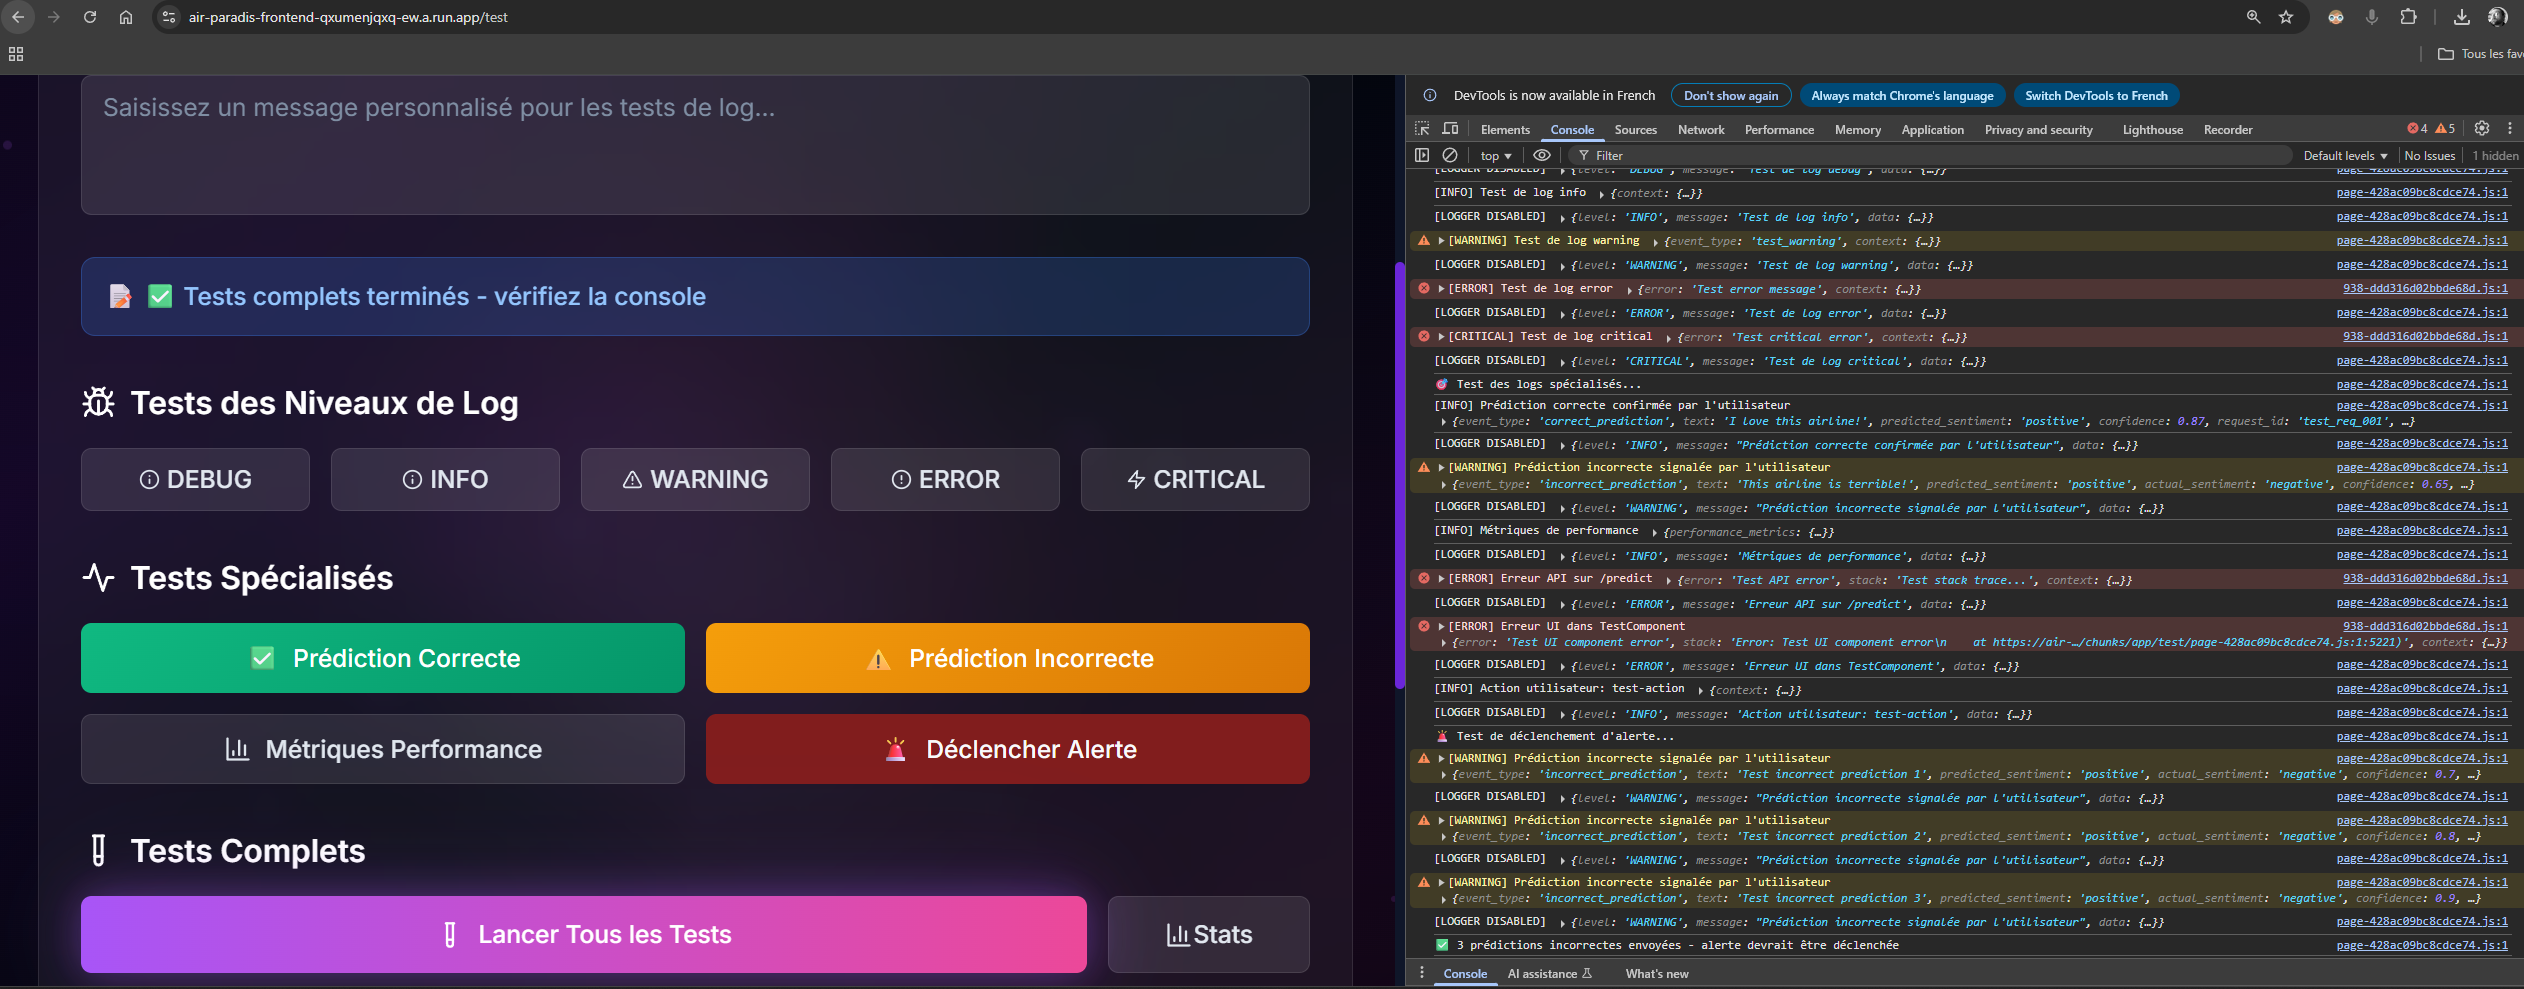 air-paradis-frontend-qxumenjqxq-ew.a.run.app/test
Tous les fav
Saisissez un message personnalisé pour les tests de log...
Tests complets terminés - vérifiez la console
Tests des Niveaux de Log
DEBUG
INFO
WARNING
ERROR
CRITICAL
Tests Spécialisés
Prédiction Correcte
Prédiction Incorrecte
Métriques Performance
Déclencher Alerte
Tests Complets
Lancer Tous les Tests
Stats
DevTools is now available in French
Don't show again
Always match Chrome's language
Switch DevTools to French
Elements Console Sources Network Performance Memory Application Privacy and security Lighthouse Recorder 4 5
top Filter Default levels No Issues 1 hidden
[LOGGER DISABLED] {level: 'DEBUG', message: 'Test de log debug', data: {…}} page-428ac09bc8cdce74.js:1
[INFO] Test de log info {context: {…}} page-428ac09bc8cdce74.js:1
[LOGGER DISABLED] {level: 'INFO', message: 'Test de log info', data: {…}} page-428ac09bc8cdce74.js:1
[WARNING] Test de log warning {event_type: 'test_warning', context: {…}} page-428ac09bc8cdce74.js:1
[LOGGER DISABLED] {level: 'WARNING', message: 'Test de log warning', data: {…}} page-428ac09bc8cdce74.js:1
[ERROR] Test de log error {error: 'Test error message', context: {…}} 938-ddd316d02bbde68d.js:1
[LOGGER DISABLED] {level: 'ERROR', message: 'Test de log error', data: {…}} page-428ac09bc8cdce74.js:1
[CRITICAL] Test de log critical {error: 'Test critical error', context: {…}} 938-ddd316d02bbde68d.js:1
[LOGGER DISABLED] {level: 'CRITICAL', message: 'Test de log critical', data: {…}} page-428ac09bc8cdce74.js:1
Test des logs spécialisés... page-428ac09bc8cdce74.js:1
[INFO] Prédiction correcte confirmée par l'utilisateur page-428ac09bc8cdce74.js:1
{event_type: 'correct_prediction', text: 'I love this airline!', predicted_sentiment: 'positive', confidence: 0.87, request_id: 'test_req_001', …}
[LOGGER DISABLED] {level: 'INFO', message: "Prédiction correcte confirmée par l'utilisateur", data: {…}} page-428ac09bc8cdce74.js:1
[WARNING] Prédiction incorrecte signalée par l'utilisateur page-428ac09bc8cdce74.js:1
{event_type: 'incorrect_prediction', text: 'This airline is terrible!', predicted_sentiment: 'positive', actual_sentiment: 'negative', confidence: 0.65, …}
[LOGGER DISABLED] {level: 'WARNING', message: "Prédiction incorrecte signalée par l'utilisateur", data: {…}} page-428ac09bc8cdce74.js:1
[INFO] Métriques de performance {performance_metrics: {…}} page-428ac09bc8cdce74.js:1
[LOGGER DISABLED] {level: 'INFO', message: 'Métriques de performance', data: {…}} page-428ac09bc8cdce74.js:1
[ERROR] Erreur API sur /predict {error: 'Test API error', stack: 'Test stack trace...', context: {…}} 938-ddd316d02bbde68d.js:1
[LOGGER DISABLED] {level: 'ERROR', message: 'Erreur API sur /predict', data: {…}} page-428ac09bc8cdce74.js:1
[ERROR] Erreur UI dans TestComponent 938-ddd316d02bbde68d.js:1
{error: 'Test UI component error', stack: 'Error: Test UI component error\n    at https://air-…/chunks/app/test/page-428ac09bc8cdce74.js:1:5221)', context: {…}}
[LOGGER DISABLED] {level: 'ERROR', message: 'Erreur UI dans TestComponent', data: {…}} page-428ac09bc8cdce74.js:1
[INFO] Action utilisateur: test-action {context: {…}} page-428ac09bc8cdce74.js:1
[LOGGER DISABLED] {level: 'INFO', message: 'Action utilisateur: test-action', data: {…}} page-428ac09bc8cdce74.js:1
Test de déclenchement d'alerte... page-428ac09bc8cdce74.js:1
[WARNING] Prédiction incorrecte signalée par l'utilisateur page-428ac09bc8cdce74.js:1
{event_type: 'incorrect_prediction', text: 'Test incorrect prediction 1', predicted_sentiment: 'positive', actual_sentiment: 'negative', confidence: 0.7, …}
[LOGGER DISABLED] {level: 'WARNING', message: "Prédiction incorrecte signalée par l'utilisateur", data: {…}} page-428ac09bc8cdce74.js:1
[WARNING] Prédiction incorrecte signalée par l'utilisateur page-428ac09bc8cdce74.js:1
{event_type: 'incorrect_prediction', text: 'Test incorrect prediction 2', predicted_sentiment: 'positive', actual_sentiment: 'negative', confidence: 0.8, …}
[LOGGER DISABLED] {level: 'WARNING', message: "Prédiction incorrecte signalée par l'utilisateur", data: {…}} page-428ac09bc8cdce74.js:1
[WARNING] Prédiction incorrecte signalée par l'utilisateur page-428ac09bc8cdce74.js:1
{event_type: 'incorrect_prediction', text: 'Test incorrect prediction 3', predicted_sentiment: 'positive', actual_sentiment: 'negative', confidence: 0.9, …}
[LOGGER DISABLED] {level: 'WARNING', message: "Prédiction incorrecte signalée par l'utilisateur", data: {…}} page-428ac09bc8cdce74.js:1
3 prédictions incorrectes envoyées - alerte devrait être déclenchée page-428ac09bc8cdce74.js:1
Console AI assistance What's new